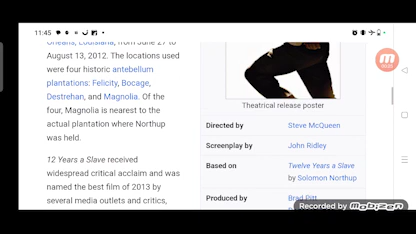 11:45
Orleans, Louisiana, from June 27 to
August 13, 2012. The locations used
were four historic antebellum
plantations: Felicity, Bocage,
Destrehan, and Magnolia. Of the
four, Magnolia is nearest to the
actual plantation where Northup
was held.
12 Years a Slave received
widespread critical acclaim and was
named the best film of 2013 by
several media outlets and critics,
Theatrical release poster
Directed by Steve McQueen
Screenplay by John Ridley
Based on Twelve Years a Slave
by Solomon Northup
Produced by Brad Pitt
Recorded by Mobizen